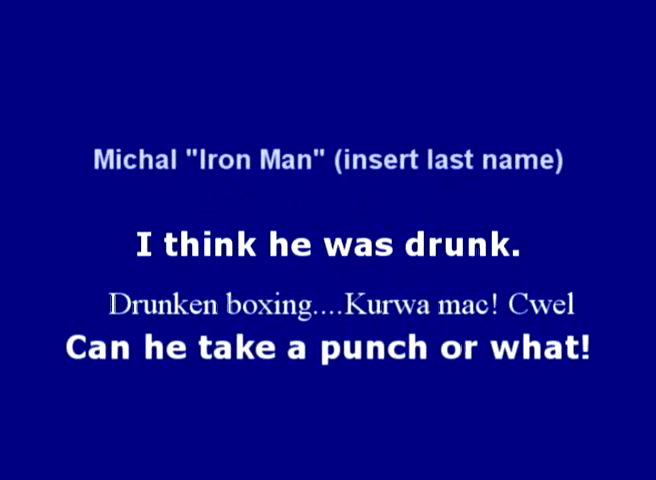 Michal "Iron Man" (insert last name)
I think he was drunk.
Drunken boxing....Kurwa mac! Cwel
Can he take a punch or what!